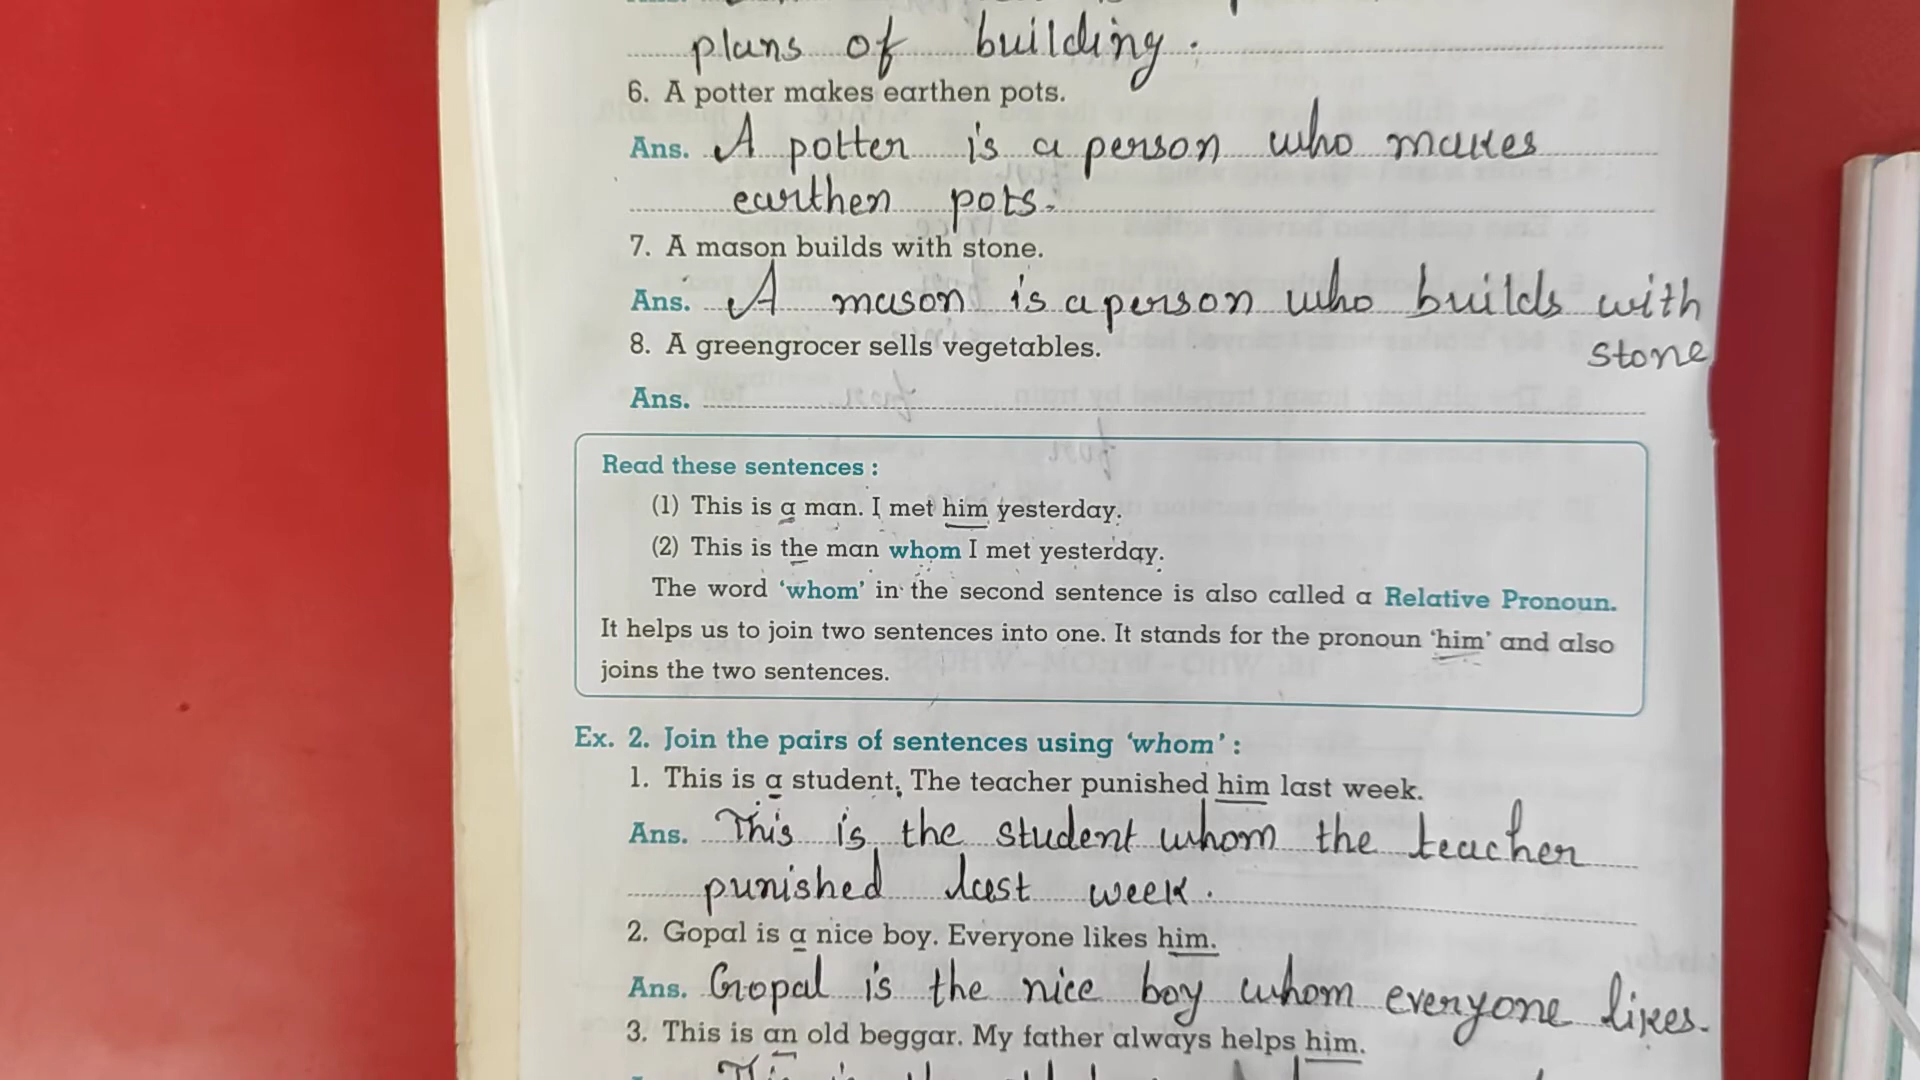 plans of building.
6. A potter makes earthen pots.
Ans. A potter is a person who makes
earthen pots.
7. A mason builds with stone.
Ans. A mason is a person who builds with
stone
8. A greengrocer sells vegetables.
Ans.
Read these sentences :
(1) This is a man. I met him yesterday.
(2) This is the man whom I met yesterday.
The word ‘whom’ in the second sentence is also called a Relative Pronoun.
It helps us to join two sentences into one. It stands for the pronoun ‘him’ and also
joins the two sentences.
Ex. 2. Join the pairs of sentences using ‘whom’ :
1. This is a student. The teacher punished him last week.
Ans. This is the student whom the teacher
punished last week.
2. Gopal is a nice boy. Everyone likes him.
Ans. Gopal is the nice boy whom everyone likes.
3. This is an old beggar. My father always helps him.